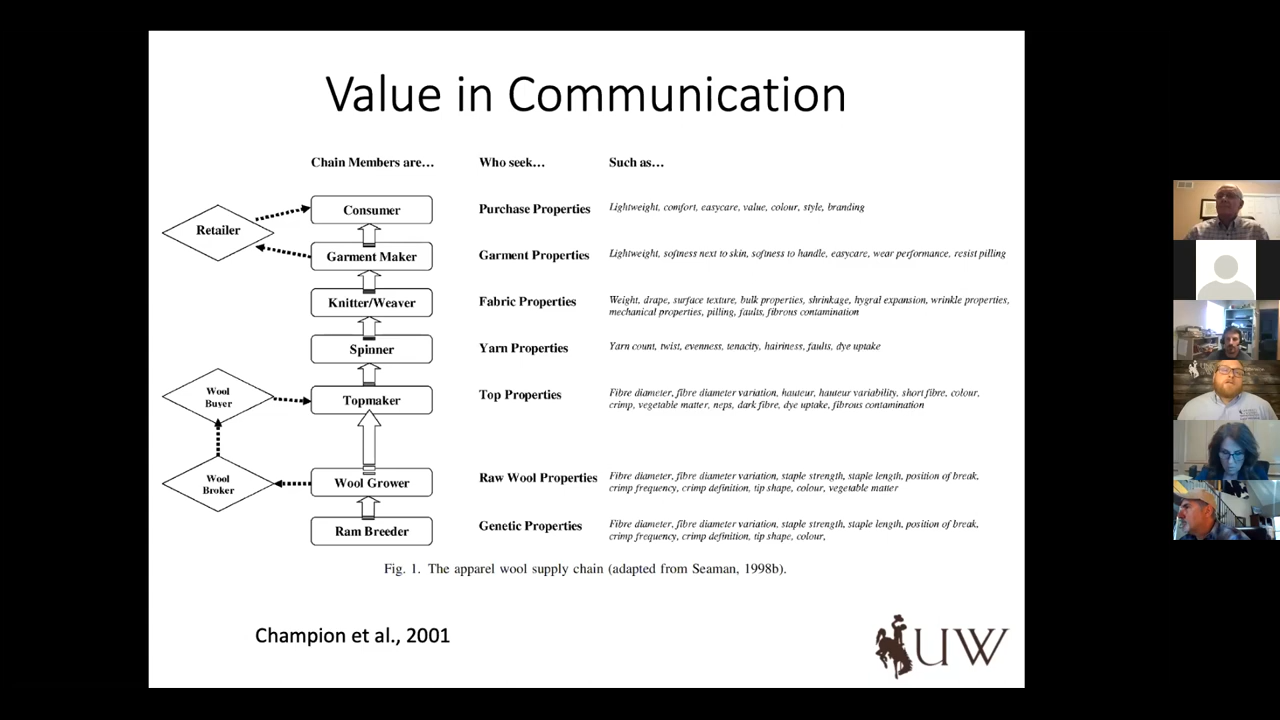 Value in Communication
Chain Members are…
Who seek…
Such as…
Retailer
Consumer
Purchase Properties
Lightweight, comfort, easycare, value, colour, style, branding
Garment Maker
Garment Properties
Lightweight, softness next to skin, softness to handle, easycare, wear performance, resist pilling
Knitter/Weaver
Fabric Properties
Weight, drape, surface texture, bulk properties, shrinkage, hygral expansion, wrinkle properties,
mechanical properties, pilling, faults, fibrous contamination
Spinner
Yarn Properties
Yarn count, twist, evenness, tenacity, hairiness, faults, dye uptake
Wool
Buyer
Topmaker
Top Properties
Fibre diameter, fibre diameter variation, hauteur, hauteur variability, short fibre, colour,
crimp, vegetable matter, neps, dark fibre, dye uptake, fibrous contamination
Wool
Broker
Wool Grower
Raw Wool Properties
Fibre diameter, fibre diameter variation, staple strength, staple length, position of break,
crimp frequency, crimp definition, tip shape, colour, vegetable matter
Ram Breeder
Genetic Properties
Fibre diameter, fibre diameter variation, staple strength, staple length, position of break,
crimp frequency, crimp definition, tip shape, colour,
Fig. 1. The apparel wool supply chain (adapted from Seaman, 1998b).
Champion et al., 2001
UW